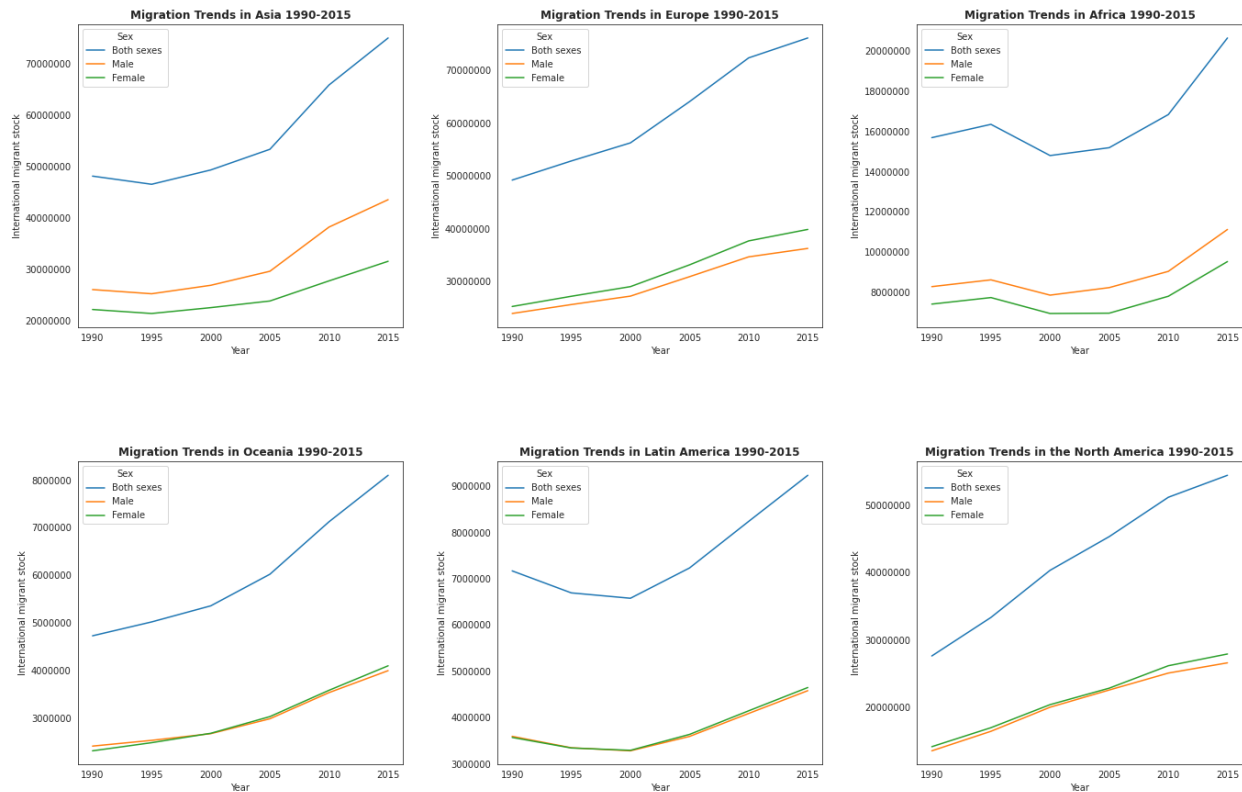 Migration Trends in Asia 1990-2015
Sex
Both sexes
Male
Female
International migrant stock
70000000
60000000
50000000
40000000
30000000
20000000
1990 1995 2000 2005 2010 2015
Year
Migration Trends in Europe 1990-2015
Sex
Both sexes
Male
Female
International migrant stock
70000000
60000000
50000000
40000000
30000000
1990 1995 2000 2005 2010 2015
Year
Migration Trends in Africa 1990-2015
Sex
Both sexes
Male
Female
International migrant stock
20000000
18000000
16000000
14000000
12000000
10000000
8000000
1990 1995 2000 2005 2010 2015
Year
Migration Trends in Oceania 1990-2015
Sex
Both sexes
Male
Female
International migrant stock
8000000
7000000
6000000
5000000
4000000
3000000
1990 1995 2000 2005 2010 2015
Year
Migration Trends in Latin America 1990-2015
Sex
Both sexes
Male
Female
International migrant stock
9000000
8000000
7000000
6000000
5000000
4000000
3000000
1990 1995 2000 2005 2010 2015
Year
Migration Trends in the North America 1990-2015
Sex
Both sexes
Male
Female
International migrant stock
50000000
40000000
30000000
20000000
1990 1995 2000 2005 2010 2015
Year